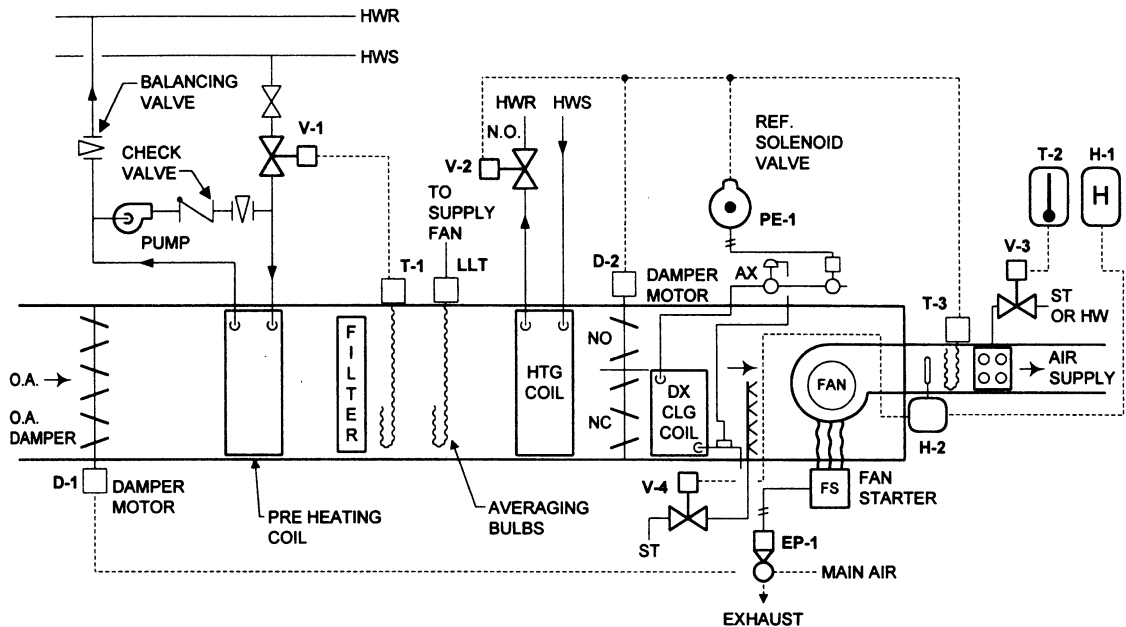 HWR
HWS
BALANCING
VALVE
CHECK
VALVE
V-1
PUMP
TO
SUPPLY
FAN
T-1
LLT
HWR
HWS
N.O.
V-2
REF.
SOLENOID
VALVE
PE-1
T-2
H-1
H
V-3
ST
OR HW
D-2
DAMPER
MOTOR
AX
T-3
O.A.
O.A.
DAMPER
FILTER
HTG
COIL
NO
NC
DX
CLG
COIL
FAN
AIR
SUPPLY
H-2
D-1
DAMPER
MOTOR
PRE HEATING
COIL
AVERAGING
BULBS
V-4
ST
FS
FAN
STARTER
EP-1
MAIN AIR
EXHAUST